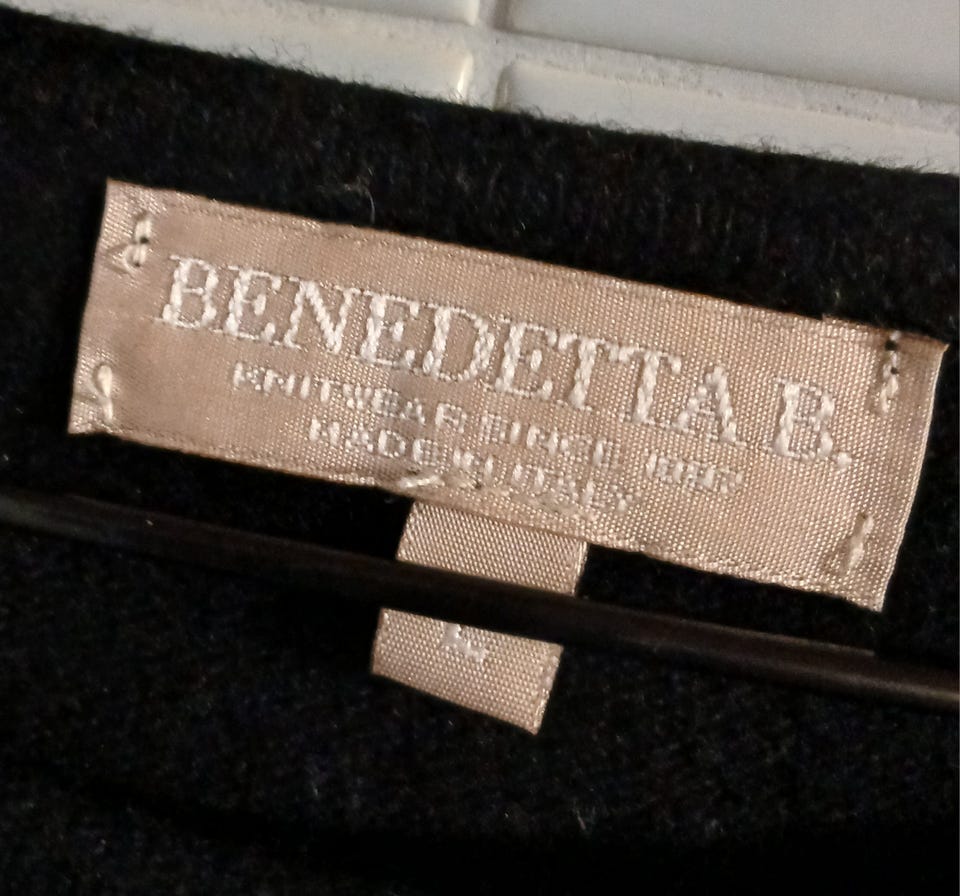 BENEDETTA B.
KNITWEAR SINCE
MADE IN ITALY
L